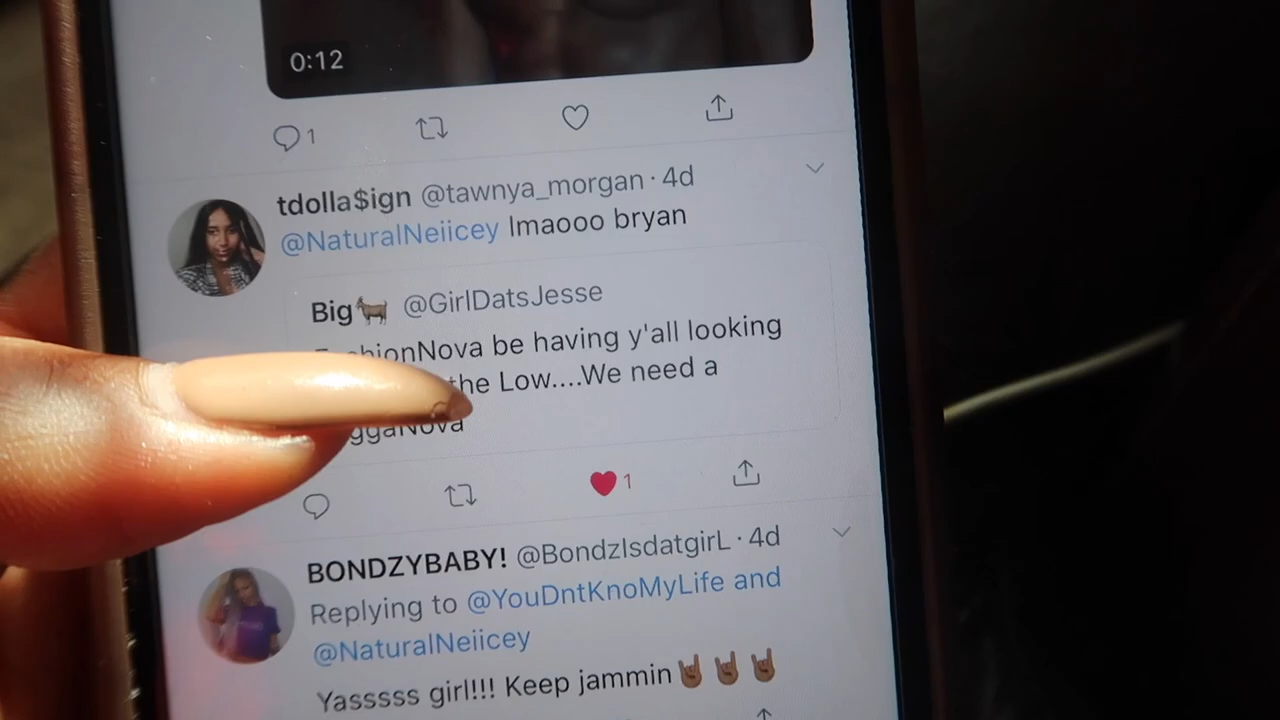 0:12
1
tdolla$ign @tawnya_morgan · 4d
@NaturalNeiicey lmaooo bryan
Big🐐 @GirlDatsJesse
be having y'all looking
the Low....We need a
1
BONDZYBABY! @BondzIsdatgirL · 4d
Replying to @YouDntKnoMyLife and
@NaturalNeiicey
Yasssss girl!!! Keep jammin🤘🏾🤘🏾🤘🏾